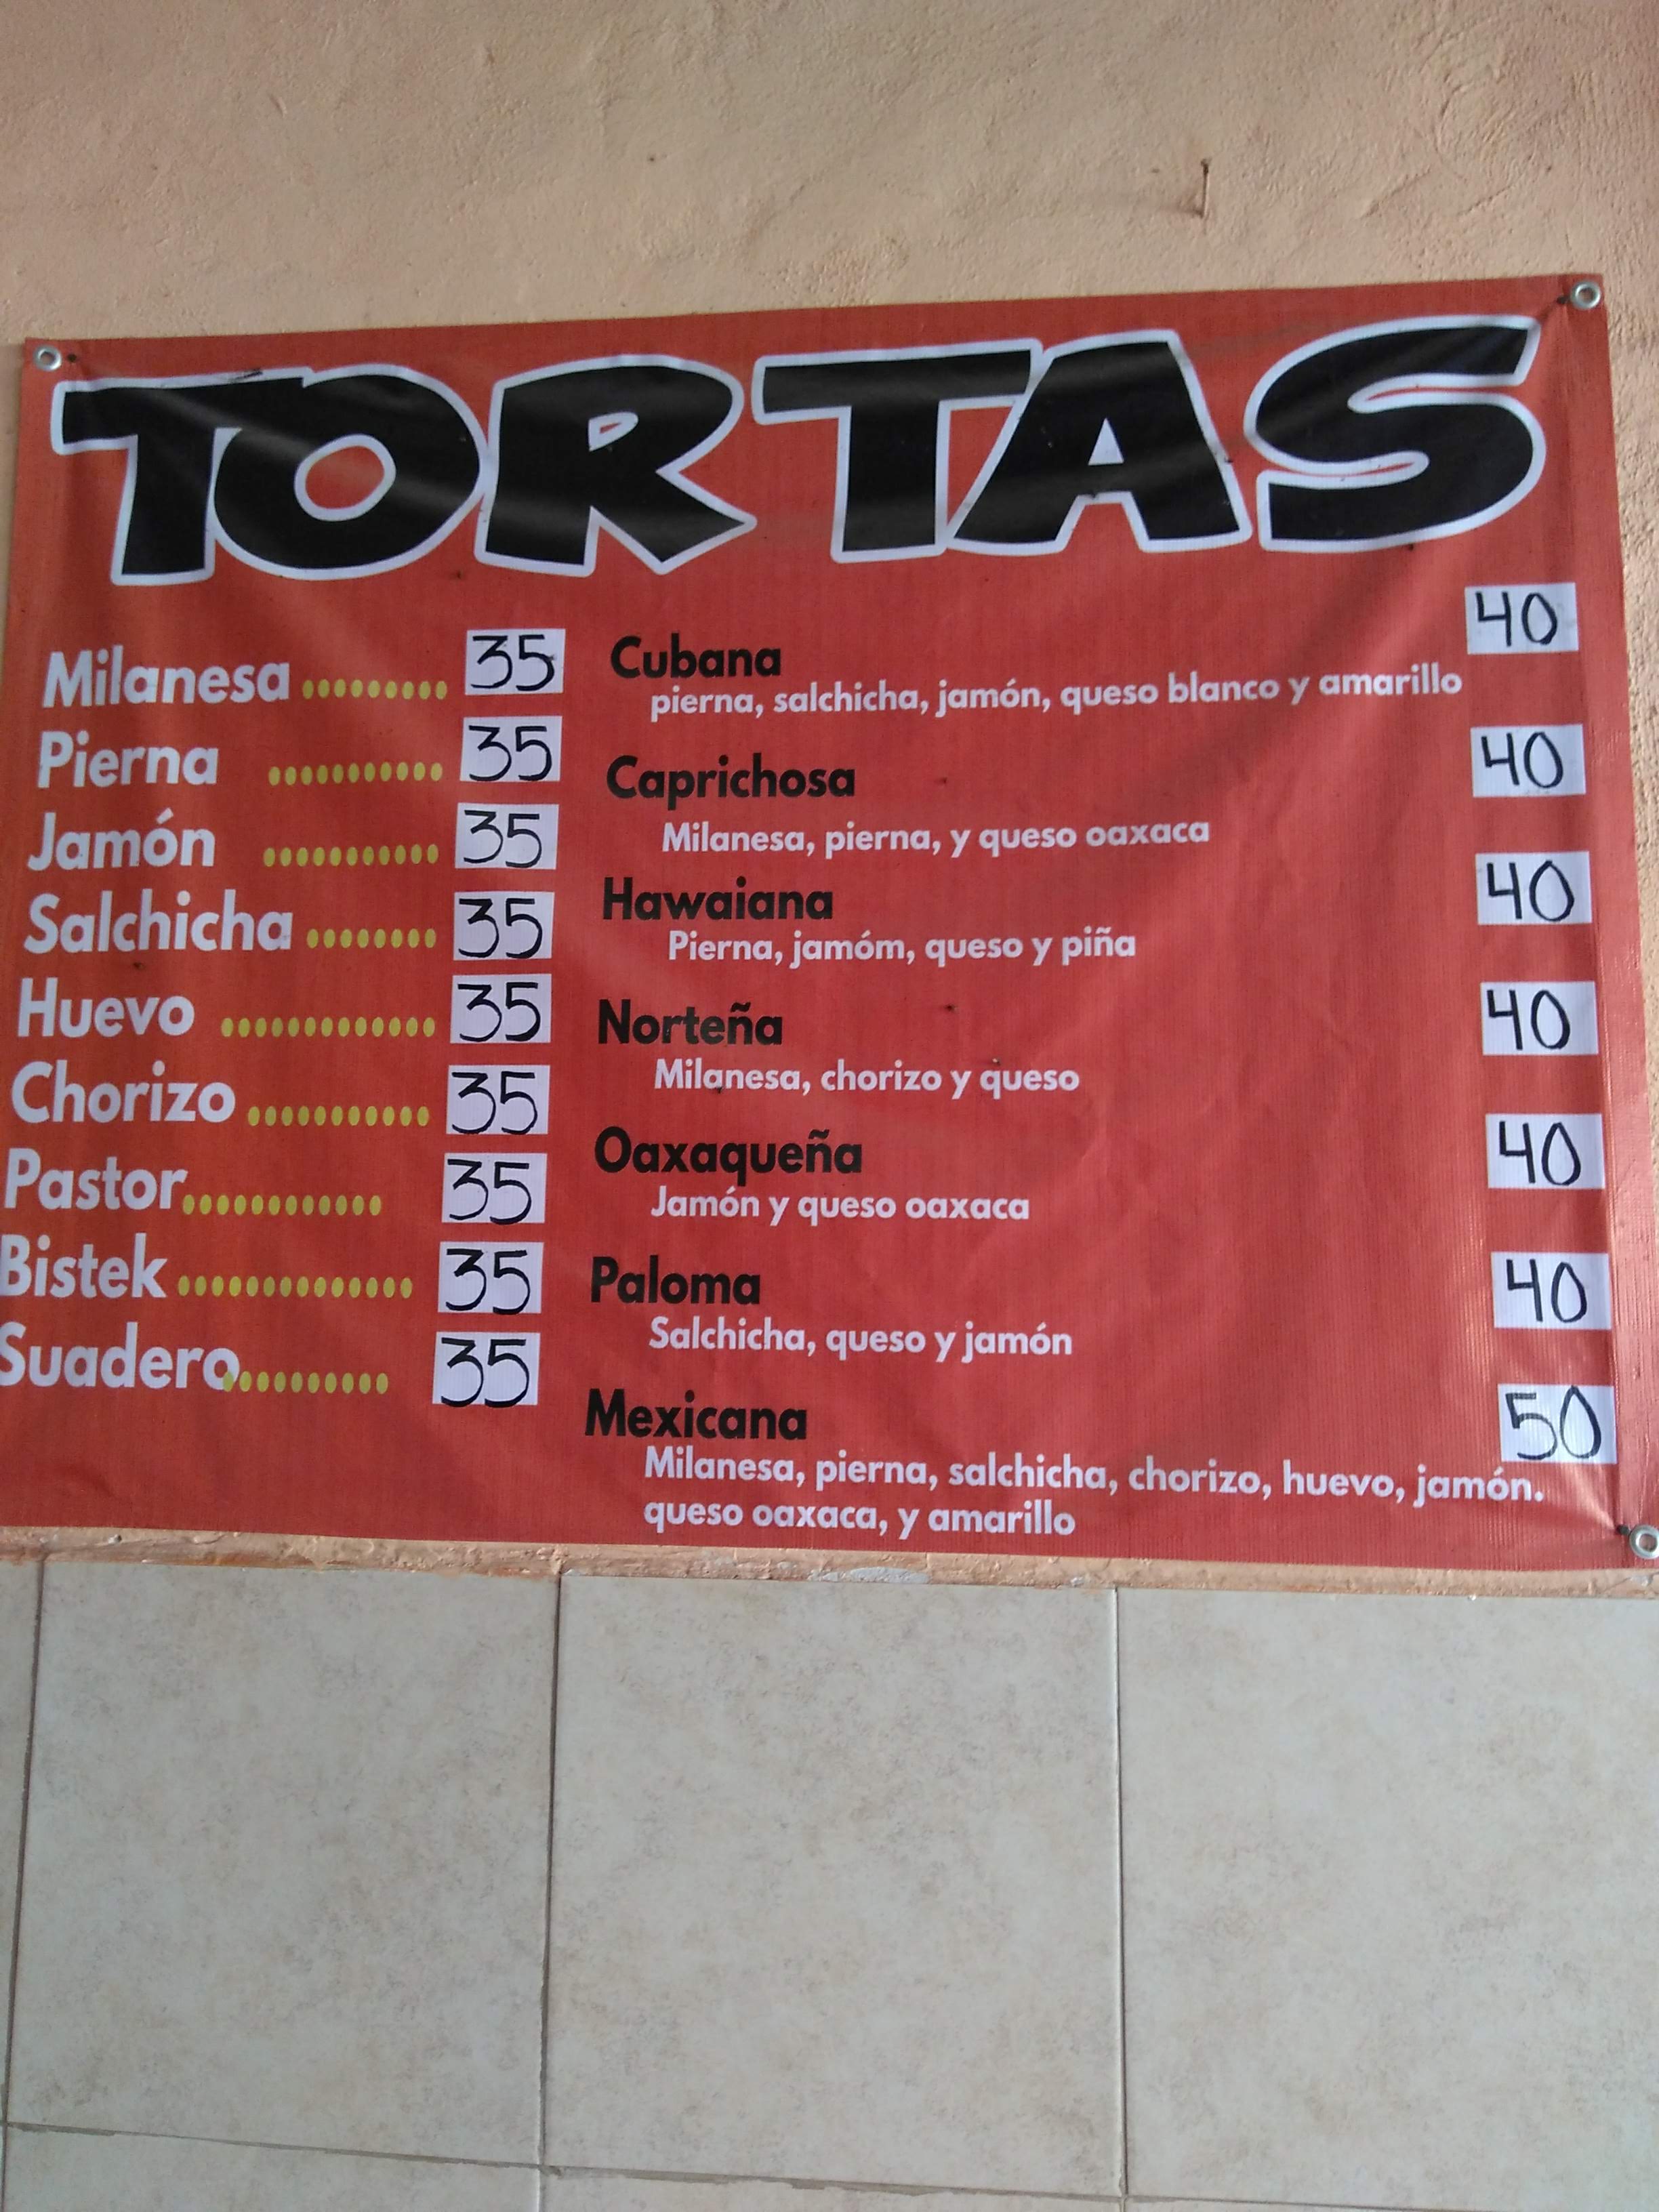 TORTAS
Milanesa ......... 35
Pierna ........... 35
Jamón ........... 35
Salchicha ........ 35
Huevo ............. 35
Chorizo ........... 35
Pastor............ 35
Bistek .............. 35
Suadero.......... 35
Cubana 40
pierna, salchicha, jamón, queso blanco y amarillo
Caprichosa 40
Milanesa, pierna, y queso oaxaca
Hawaiana 40
Pierna, jamóm, queso y piña
Norteña 40
Milanesa, chorizo y queso
Oaxaqueña 40
Jamón y queso oaxaca
Paloma 40
Salchicha, queso y jamón
Mexicana 50
Milanesa, pierna, salchicha, chorizo, huevo, jamón.
queso oaxaca, y amarillo